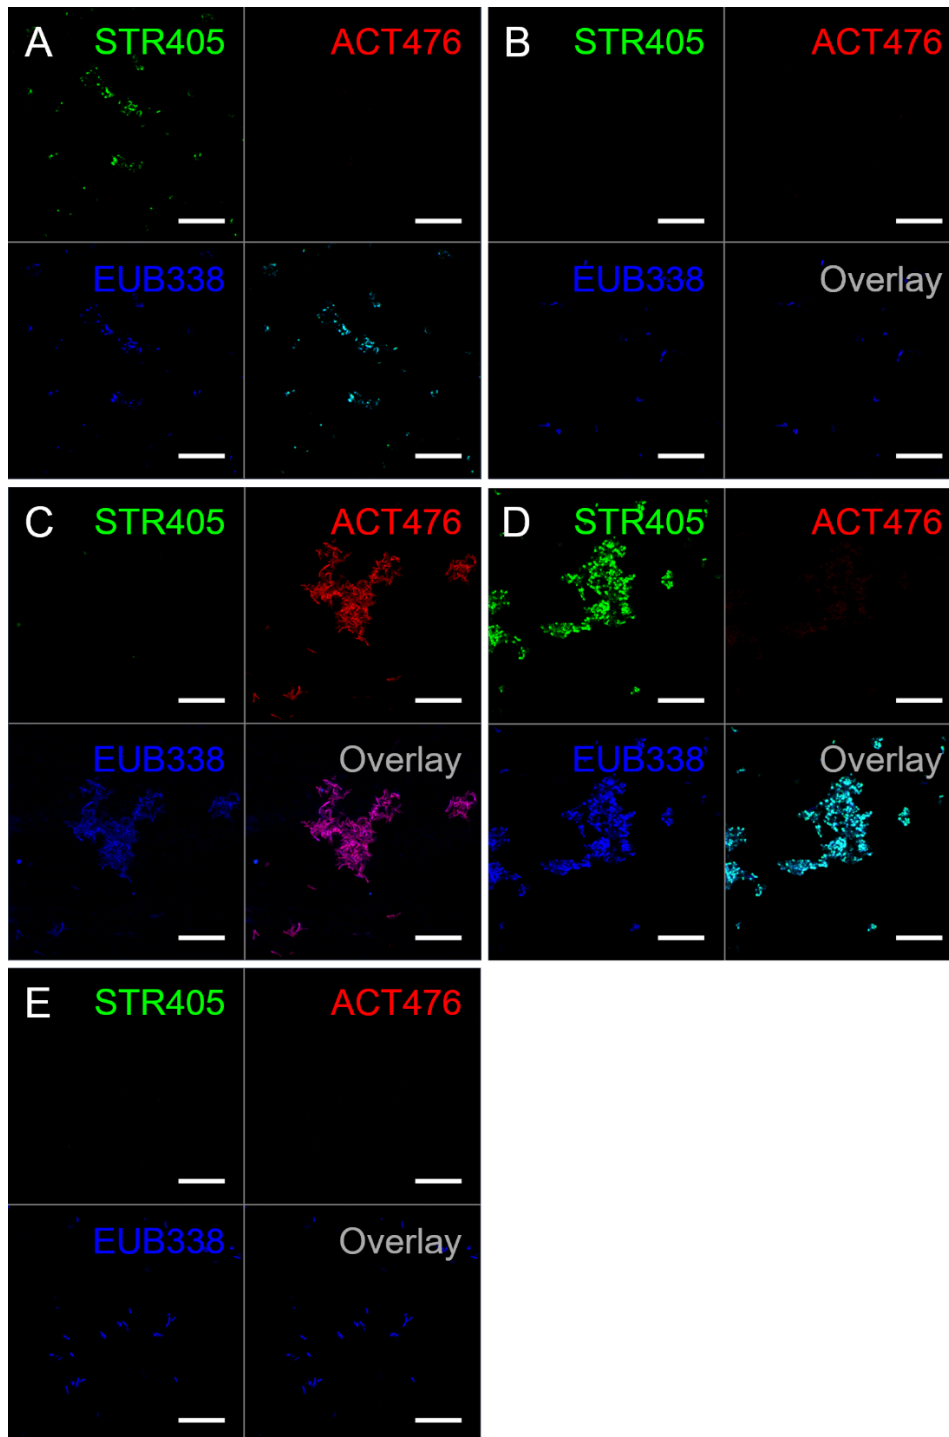 A STR405 ACT476
EUB338
B STR405 ACT476
EUB338 Overlay
C STR405 ACT476
EUB338 Overlay
D STR405 ACT476
EUB338 Overlay
E STR405 ACT476
EUB338 Overlay